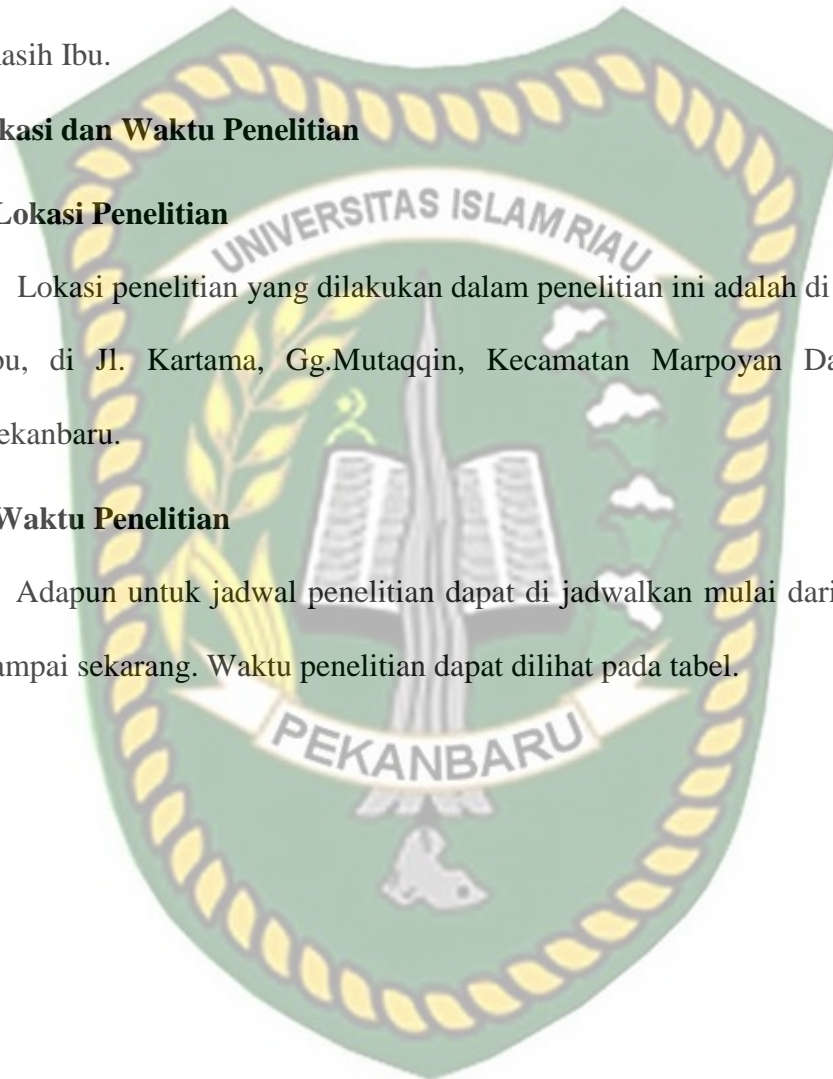 asih Ibu.
kasi dan Waktu Penelitian
Lokasi Penelitian
UNIVERSITAS ISLAM RIAU
Lokasi penelitian yang dilakukan dalam penelitian ini adalah di
bu, di Jl. Kartama, Gg.Mutaqqin, Kecamatan Marpoyan Da
ekanbaru.
Waktu Penelitian
Adapun untuk jadwal penelitian dapat di jadwalkan mulai dari
ampai sekarang. Waktu penelitian dapat dilihat pada tabel.
PEKANBARU